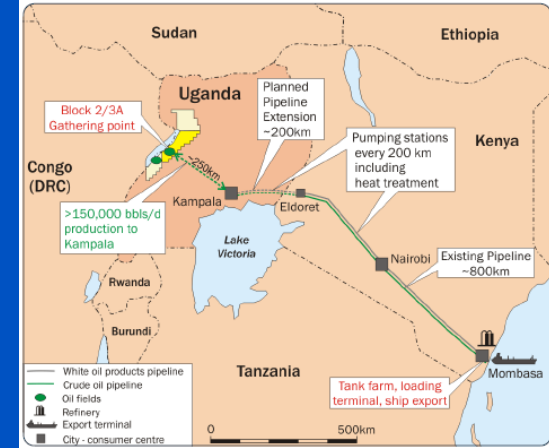 Sudan
Ethiopia
Uganda
Planned
Pipeline
Extension
~200km
Block 2/3A
Gathering point
Pumping stations
every 200 km
including
heat treatment
Kenya
Congo
(DRC)
~250km
Kampala
Eldoret
>150,000 bbls/d
production to
Kampala
Lake
Victoria
Nairobi
Existing Pipeline
~800km
Rwanda
Burundi
Tanzania
Mombasa
Tank farm, loading
terminal, ship export
White oil products pipeline
Crude oil pipeline
Oil fields
Refinery
Export terminal
City - consumer centre
0
500km